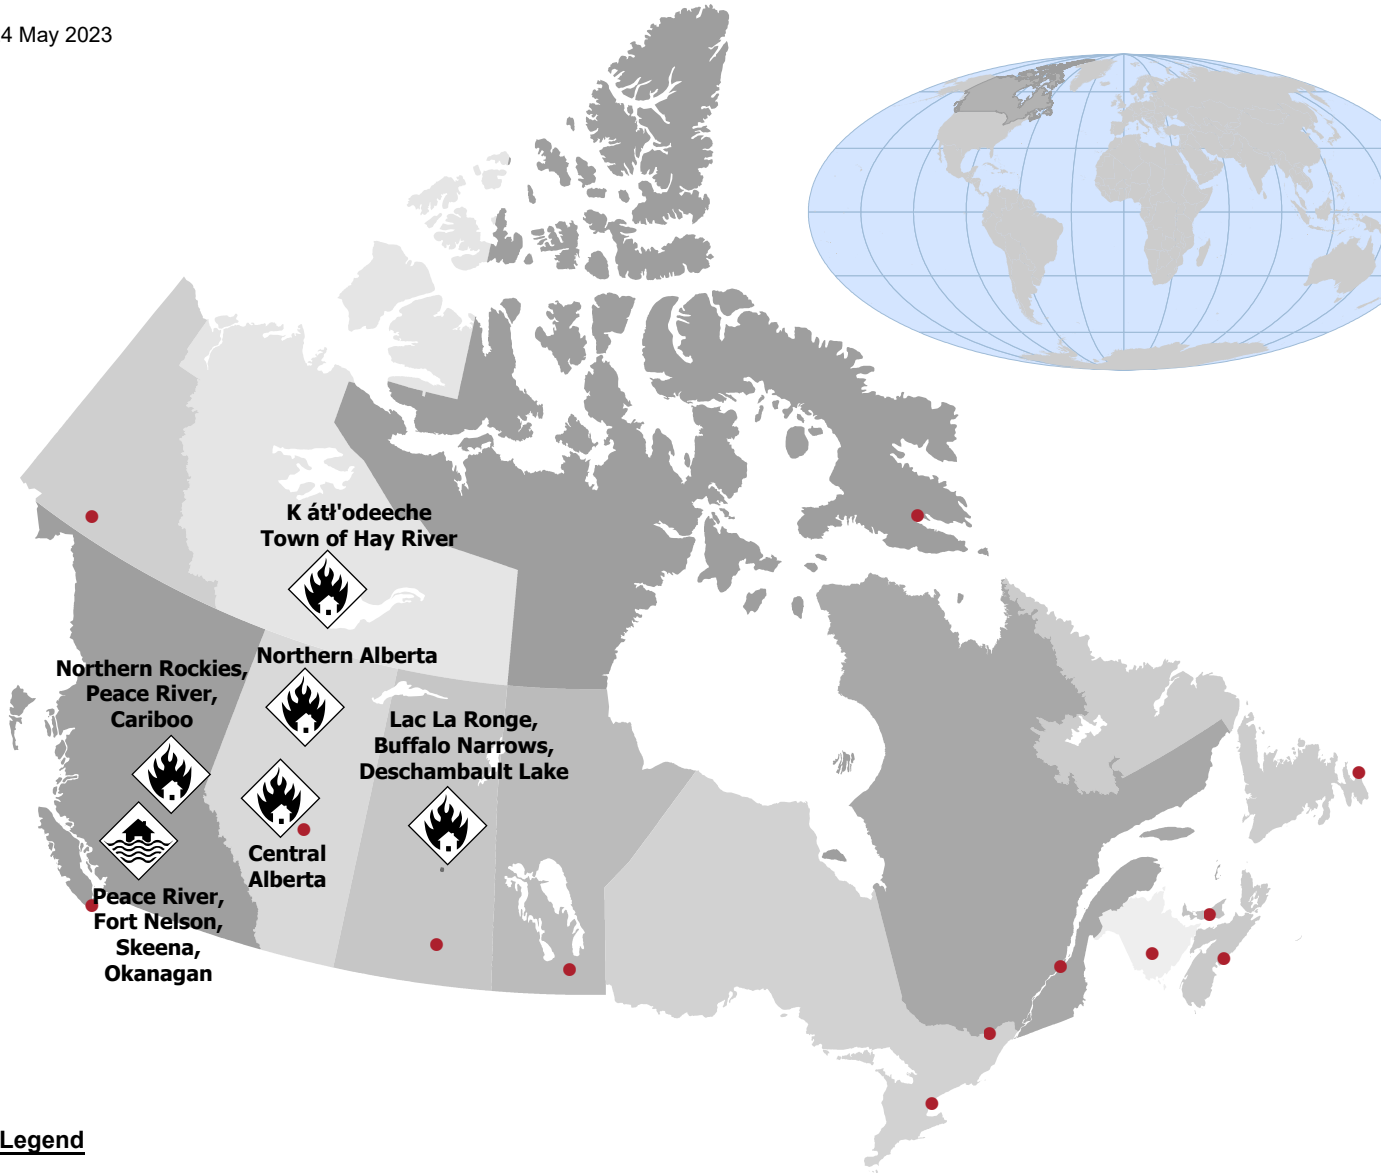 4 May 2023
K átł'odeeche
Town of Hay River
Northern Alberta
Northern Rockies,
Peace River,
Cariboo
Lac La Ronge,
Buffalo Narrows,
Deschambault Lake
Central
Alberta
Peace River,
Fort Nelson,
Skeena,
Okanagan
Legend